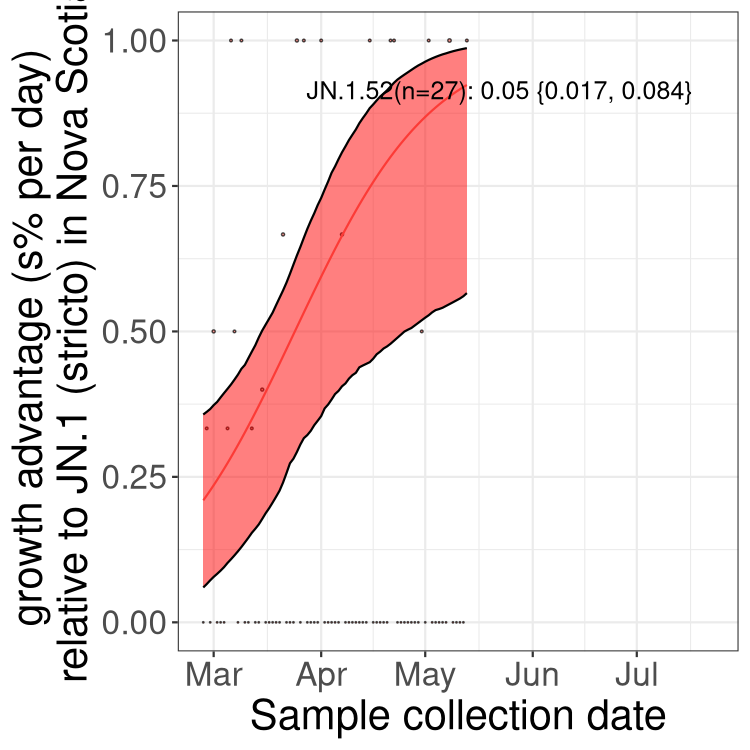 growth advantage (s% per day)
relative to JN.1 (stricto) in Nova Scotia
1.00
0.75
0.50
0.25
0.00
JN.1.52(n=27): 0.05 {0.017, 0.084}
Mar Apr May Jun Jul
Sample collection date